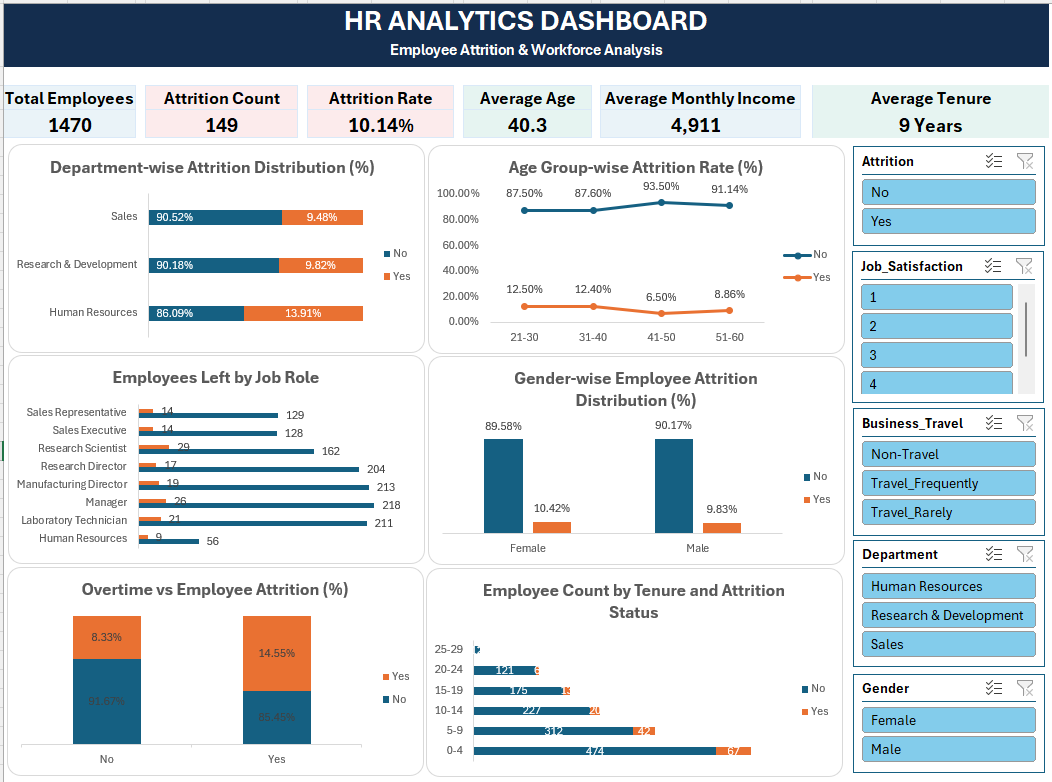 HR ANALYTICS DASHBOARD
Employee Attrition & Workforce Analysis
Total Employees
1470
Attrition Count
149
Attrition Rate
10.14%
Average Age
40.3
Average Monthly Income
4,911
Average Tenure
9 Years
Department-wise Attrition Distribution (%)
Sales
90.52%
9.48%
Research & Development
90.18%
9.82%
Human Resources
86.09%
13.91%
No
Yes
Age Group-wise Attrition Rate (%)
100.00%
80.00%
60.00%
40.00%
20.00%
0.00%
87.50%
87.60%
93.50%
91.14%
12.50%
12.40%
6.50%
8.86%
21-30
31-40
41-50
51-60
No
Yes
Employees Left by Job Role
Sales Representative
14
129
Sales Executive
14
128
Research Scientist
29
162
Research Director
17
204
Manufacturing Director
19
213
Manager
26
218
Laboratory Technician
21
211
Human Resources
9
56
Gender-wise Employee Attrition
Distribution (%)
89.58%
10.42%
90.17%
9.83%
Female
Male
No
Yes
Overtime vs Employee Attrition (%)
8.33%
91.67%
14.55%
85.45%
No
Yes
Yes
No
Employee Count by Tenure and Attrition
Status
25-29
20-24
121
6
15-19
175
13
10-14
227
20
5-9
312
42
0-4
474
67
No
Yes
Attrition
No
Yes
Job_Satisfaction
1
2
3
4
Business_Travel
Non-Travel
Travel_Frequently
Travel_Rarely
Department
Human Resources
Research & Development
Sales
Gender
Female
Male